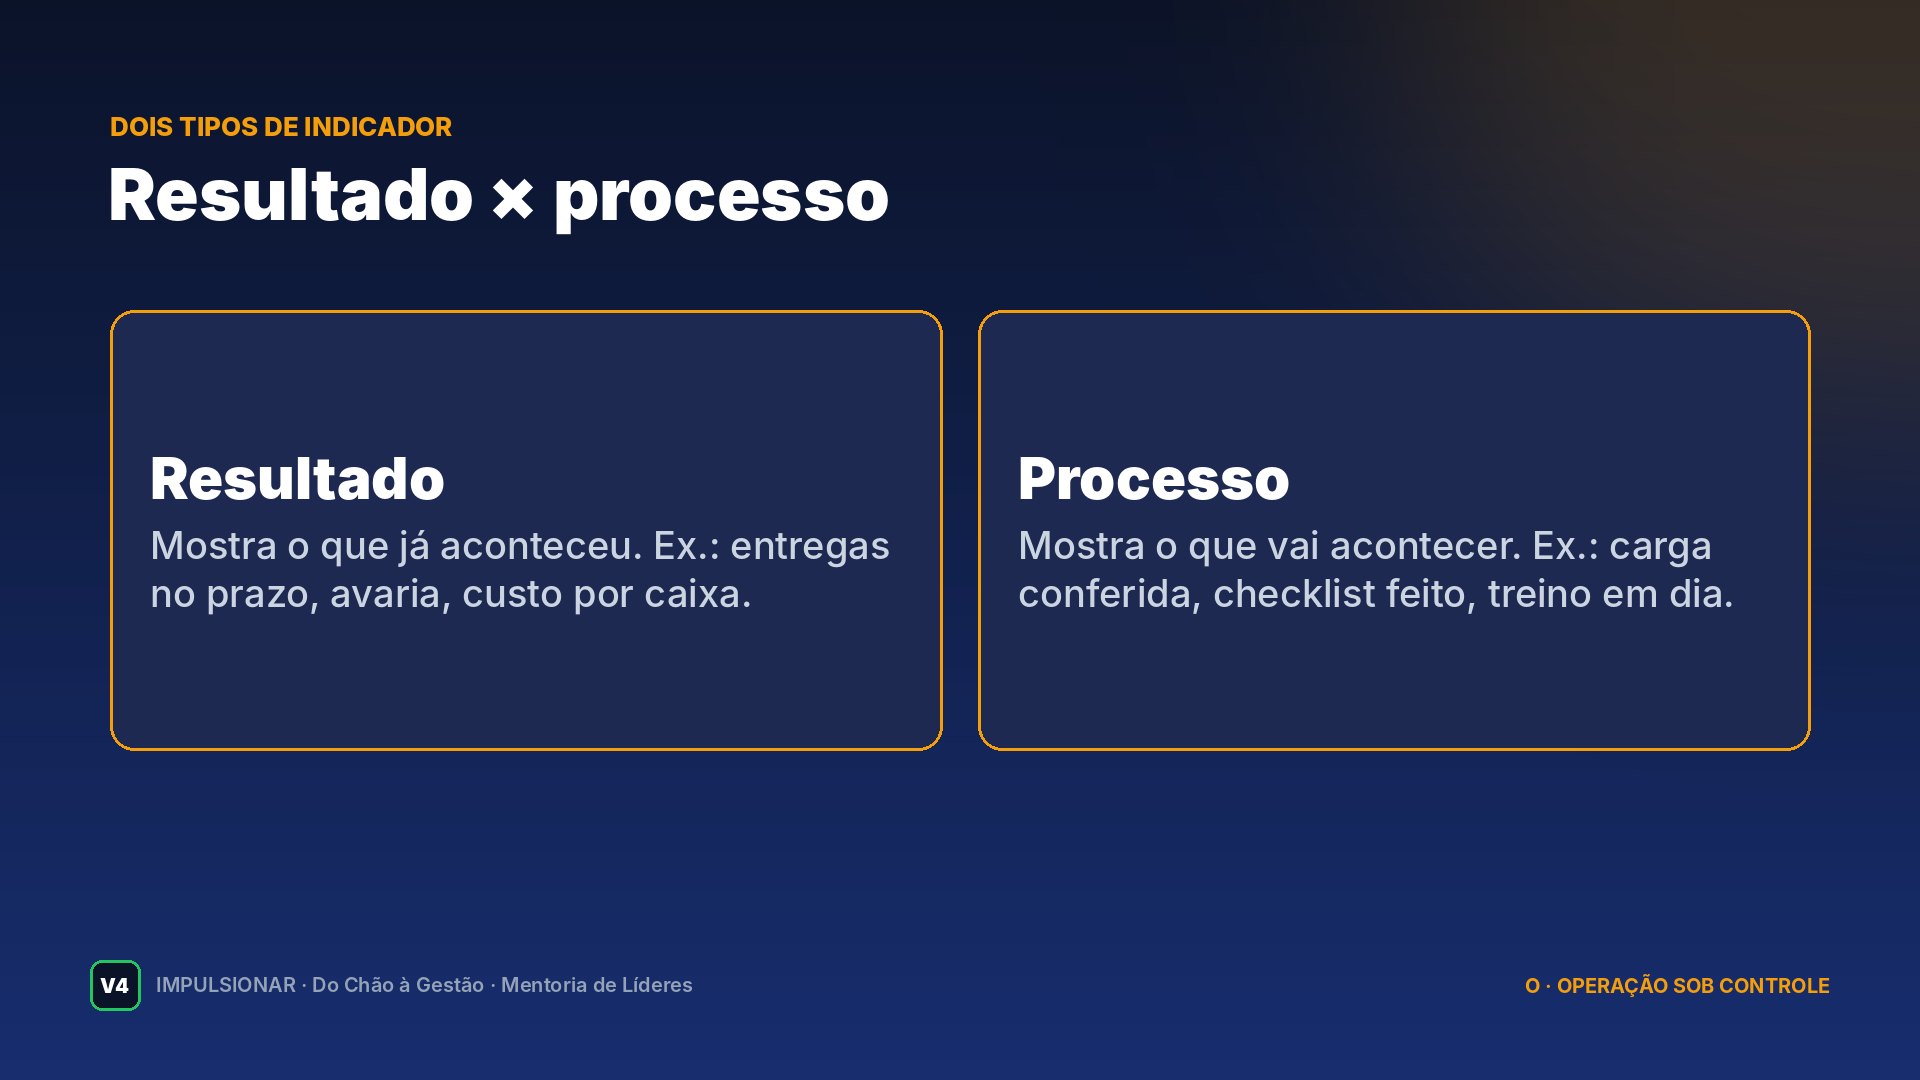 DOIS TIPOS DE INDICADOR
Resultado × processo
Resultado
Mostra o que já aconteceu. Ex.: entregas
no prazo, avaria, custo por caixa.
Processo
Mostra o que vai acontecer. Ex.: carga
conferida, checklist feito, treino em dia.
V4 IMPULSIONAR · Do Chão à Gestão · Mentoria de Líderes
O · OPERAÇÃO SOB CONTROLE